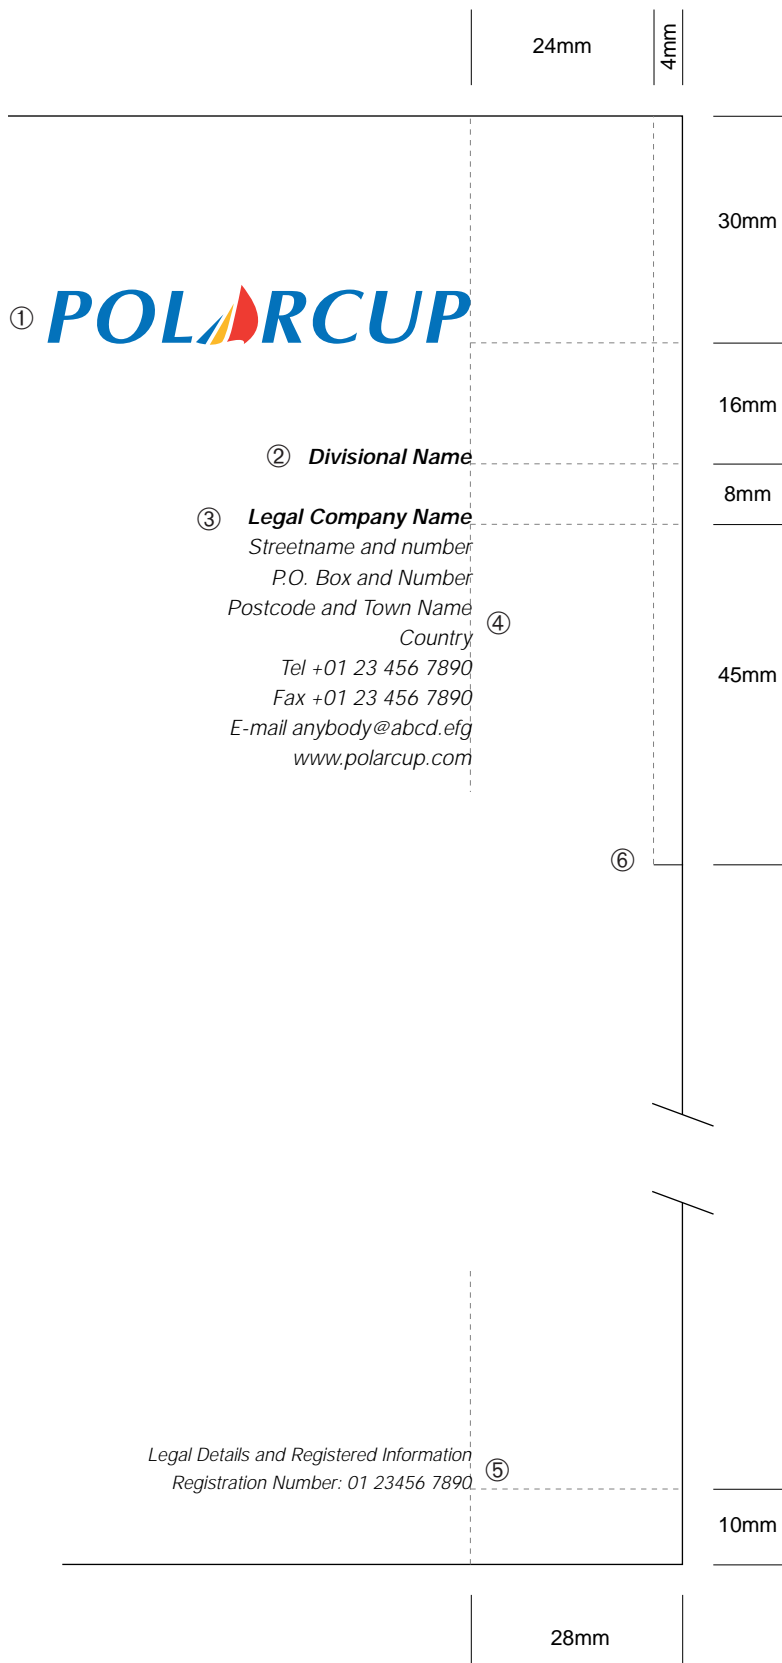 24mm
4mm
30mm
① POLARCUP
16mm
② Divisional Name
8mm
③ Legal Company Name
Streetname and number
P.O. Box and Number
Postcode and Town Name
④
Country
45mm
Tel +01 23 456 7890
Fax +01 23 456 7890
E-mail anybody@abcd.efg
www.polarcup.com
⑥
Legal Details and Registered Information
⑤
Registration Number: 01 23456 7890
10mm
28mm